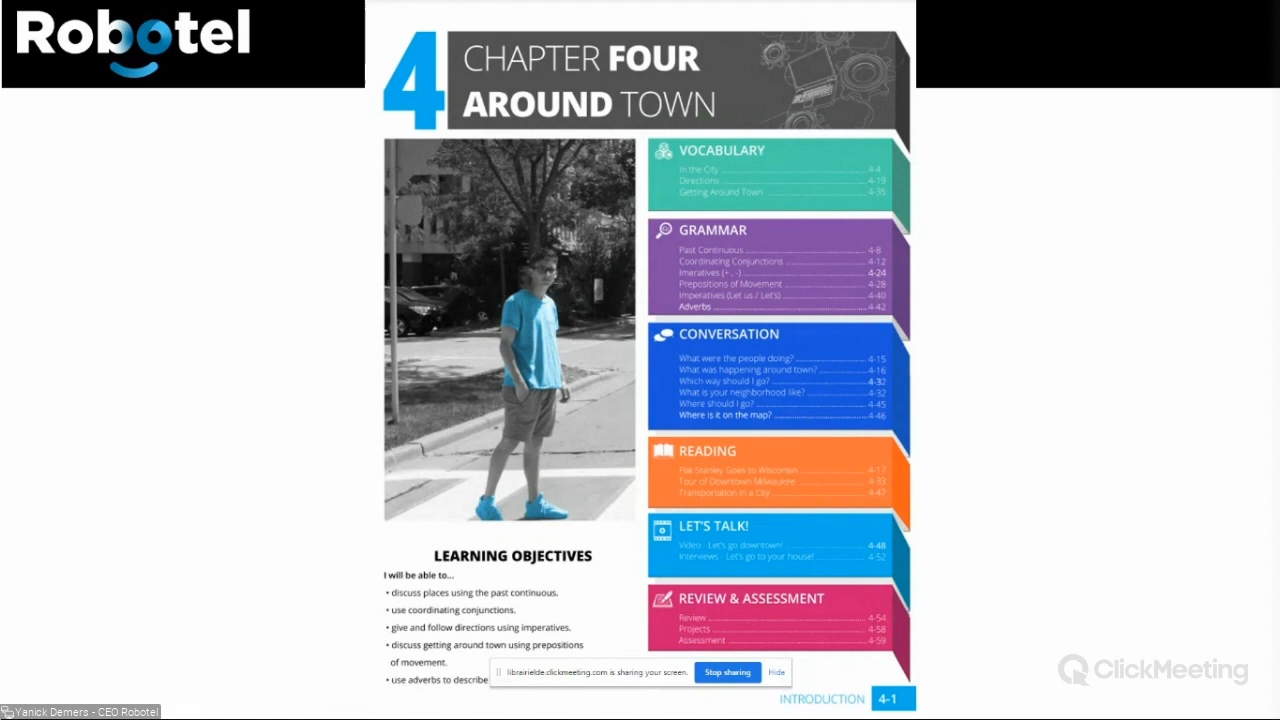 Robotel
4
CHAPTER FOUR
AROUND TOWN
VOCABULARY
In the City 4-4
Directions 4-19
Getting Around Town 4-35
GRAMMAR
Past Continuous 4-8
Coordinating Conjunctions 4-12
Imeratives (+ , -) 4-24
Prepositions of Movement 4-28
Imperatives (Let us / Let's) 4-40
Adverbs 4-42
CONVERSATION
What were the people doing? 4-15
What was happening around town? 4-16
Which way should I go? 4-32
What is your neighborhood like? 4-32
Where should I go? 4-45
Where is it on the map? 4-46
READING
Flat Stanley Goes to Wisconsin 4-17
Tour of Downtown Milwaukee 4-33
Transportation in a City 4-47
LET'S TALK!
Video - Let's go downtown! 4-48
Interviews - Let's go to your house! 4-52
REVIEW & ASSESSMENT
Review 4-54
Projects 4-58
Assessment 4-59
LEARNING OBJECTIVES
I will be able to...
• discuss places using the past continuous.
• use coordinating conjunctions.
• give and follow directions using imperatives.
• discuss getting around town using prepositions
of movement.
• use adverbs to describe
librairielde.clickmeeting.com is sharing your screen. Stop sharing Hide
INTRODUCTION 4-1
ClickMeeting
Yanick Demers - CEO Robotel